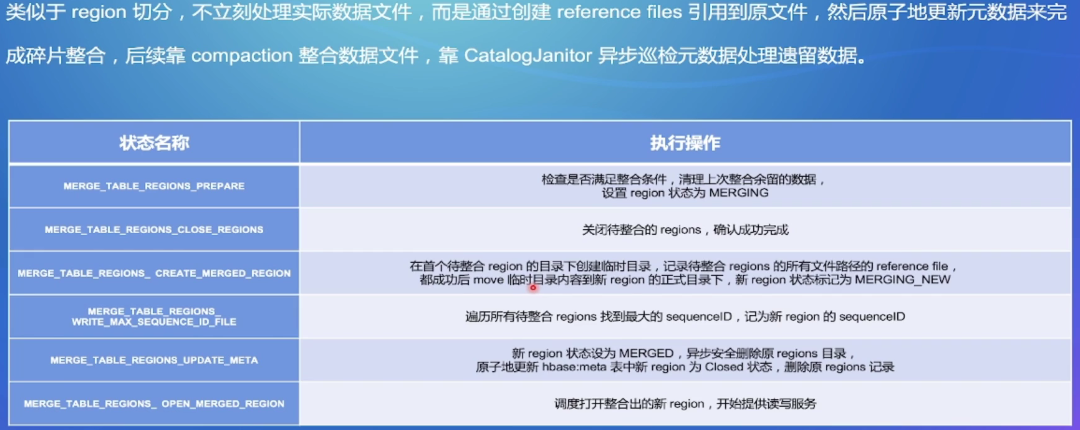 类似于 region 切分，不立刻处理实际数据文件，而是通过创建 reference files 引用到原文件，然后原子地更新元数据来完
成碎片整合，后续靠 compaction 整合数据文件，靠 CatalogJanitor 异步巡检元数据处理遗留数据。
状态名称
执行操作
MERGE_TABLE_REGIONS_PREPARE
检查是否满足整合条件，清理上次整合余留的数据，
设置 region 状态为 MERGING
MERGE_TABLE_REGIONS_CLOSE_REGIONS
关闭待整合的 regions，确认成功完成
MERGE_TABLE_REGIONS_ CREATE_MERGED_REGION
在首个待整合 region 的目录下创建临时目录，记录待整合 regions 的所有文件路径的 reference file，
都成功后 move 临时目录内容到新 region 的正式目录下，新 region 状态标记为 MERGING_NEW
MERGE_TABLE_REGIONS_
WRITE_MAX_SEQUENCE_ID_FILE
遍历所有待整合 regions 找到最大的 sequenceID，记为新 region 的 sequenceID
MERGE_TABLE_REGIONS_UPDATE_META
新 region 状态设为 MERGED，异步安全删除原 regions 目录，
原子地更新 hbase:meta 表中新 region 为 Closed 状态，删除原 regions 记录
MERGE_TABLE_REGIONS_ OPEN_MERGED_REGION
调度打开整合出的新 region，开始提供读写服务